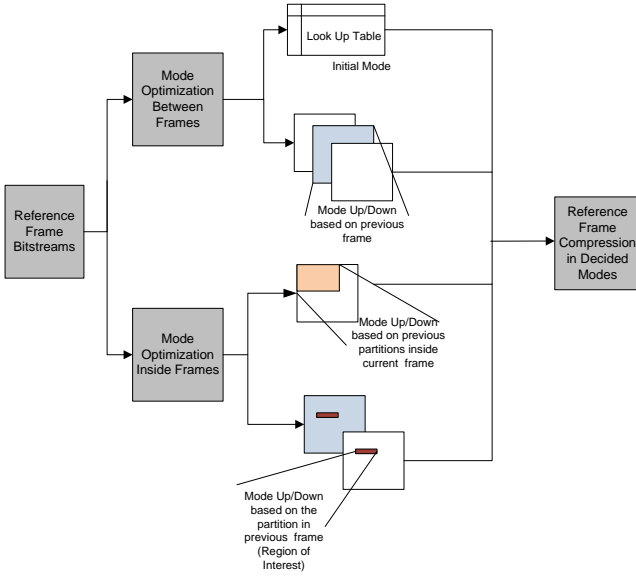 Look Up Table
Initial Mode
Mode
Optimization
Between
Frames
Mode Up/Down
based on previous
frame
Reference
Frame
Bitstreams
Reference
Frame
Compression
in Decided
Modes
Mode
Optimization
Inside Frames
Mode Up/Down
based on previous
partitions inside
current frame
Mode Up/Down
based on the
partition in
previous frame
(Region of
Interest)